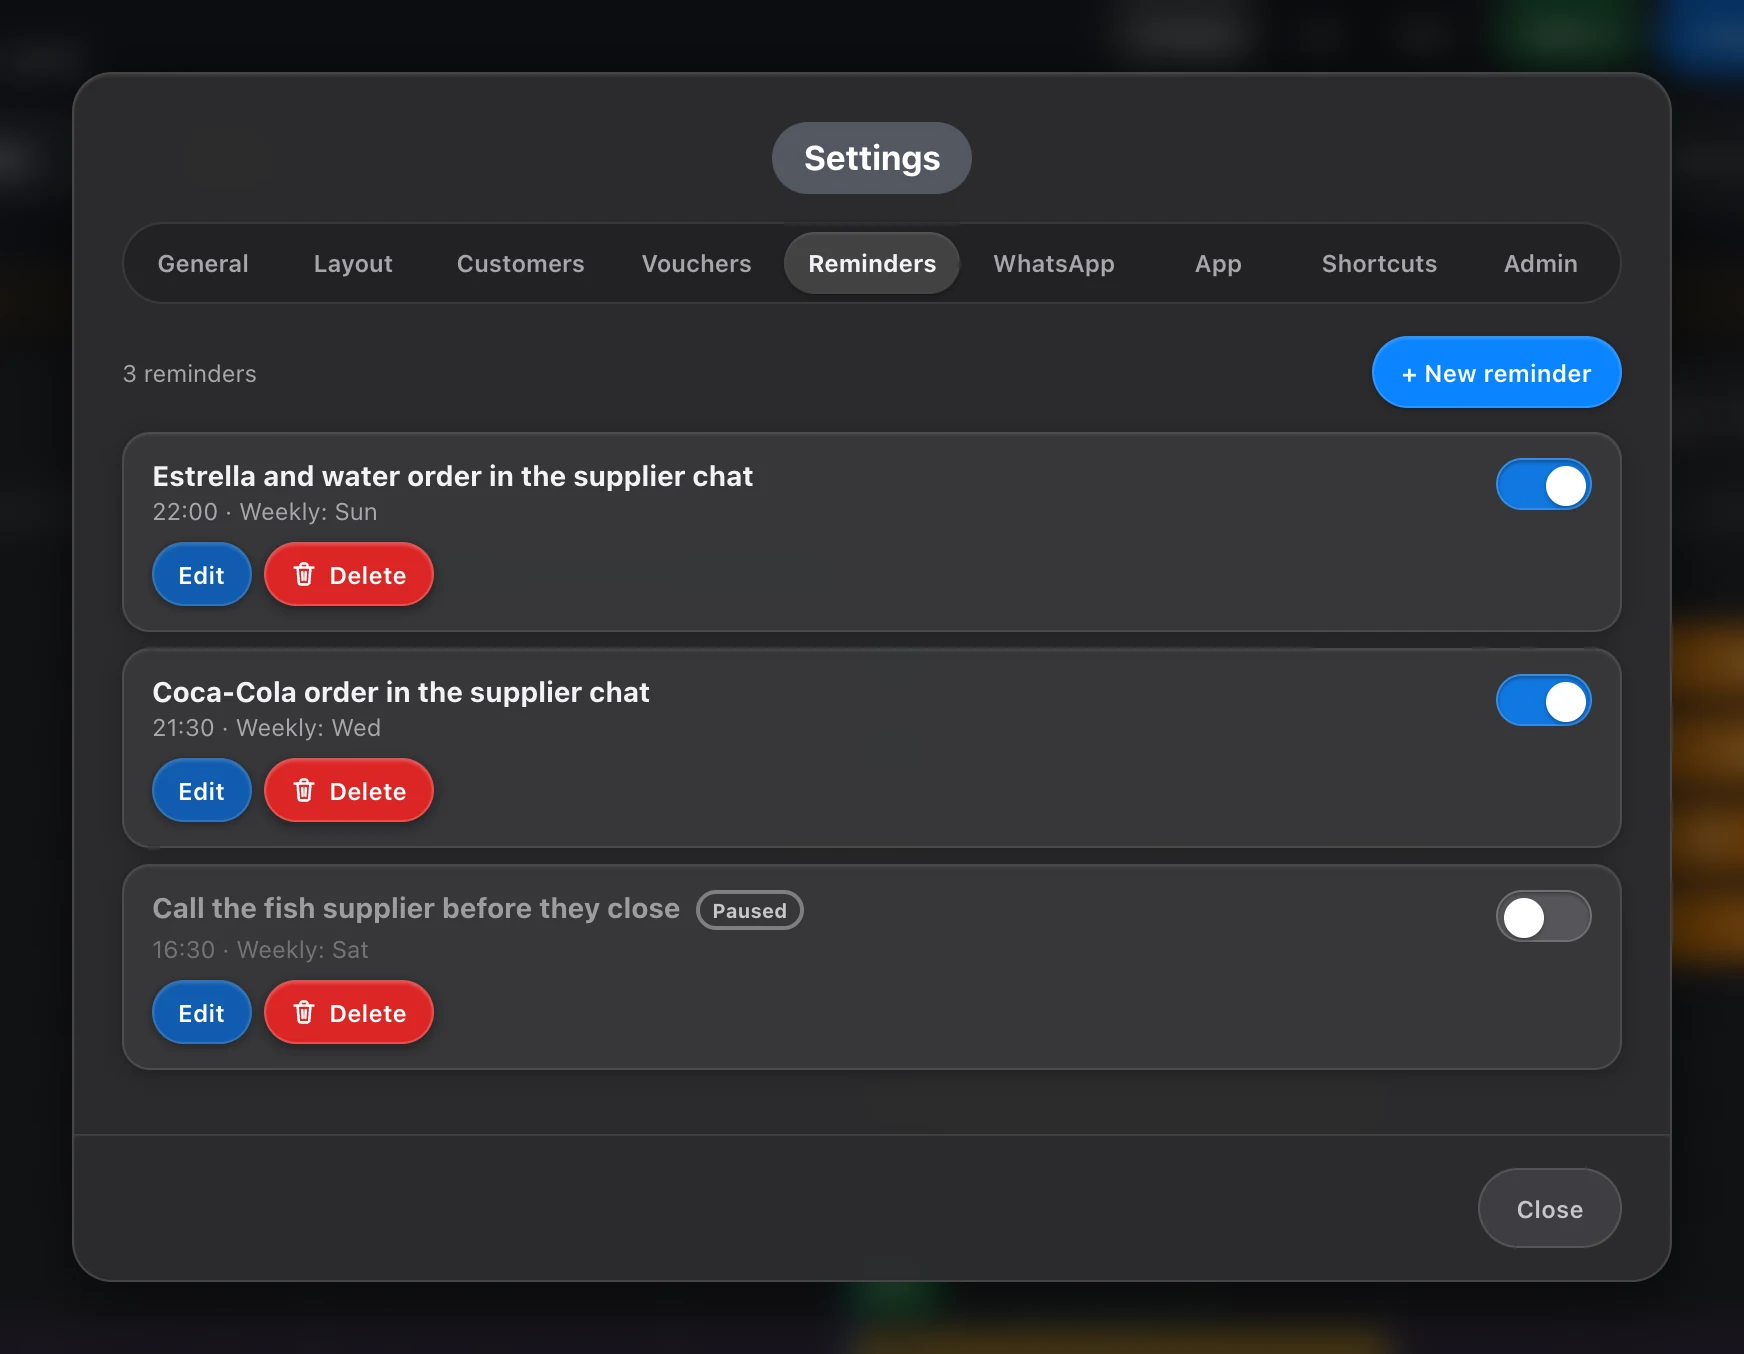 Settings
General Layout Customers Vouchers Reminders WhatsApp App Shortcuts Admin
3 reminders
+ New reminder
Estrella and water order in the supplier chat
22:00 · Weekly: Sun
Edit Delete
Coca-Cola order in the supplier chat
21:30 · Weekly: Wed
Edit Delete
Call the fish supplier before they close Paused
16:30 · Weekly: Sat
Edit Delete
Close